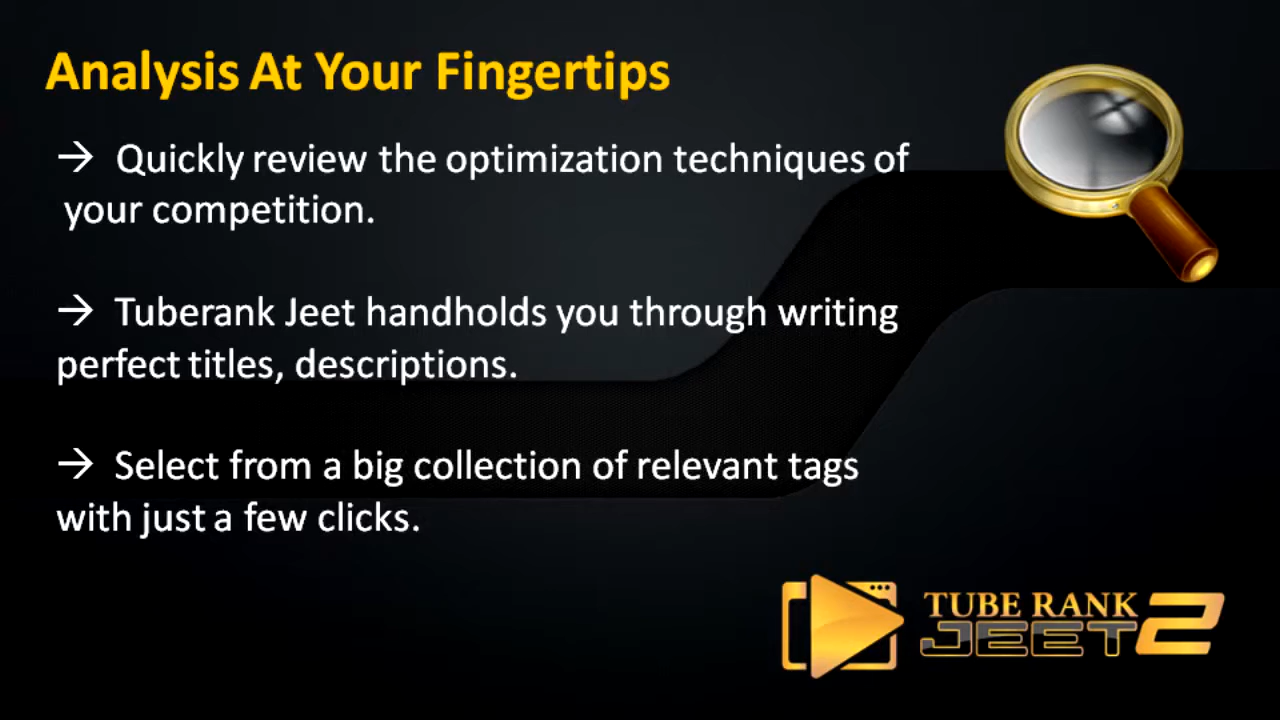 Analysis At Your Fingertips
→ Quickly review the optimization techniques of
your competition.
→ Tuberank Jeet handholds you through writing
perfect titles, descriptions.
→ Select from a big collection of relevant tags
with just a few clicks.
TUBE RANK
JEET 2